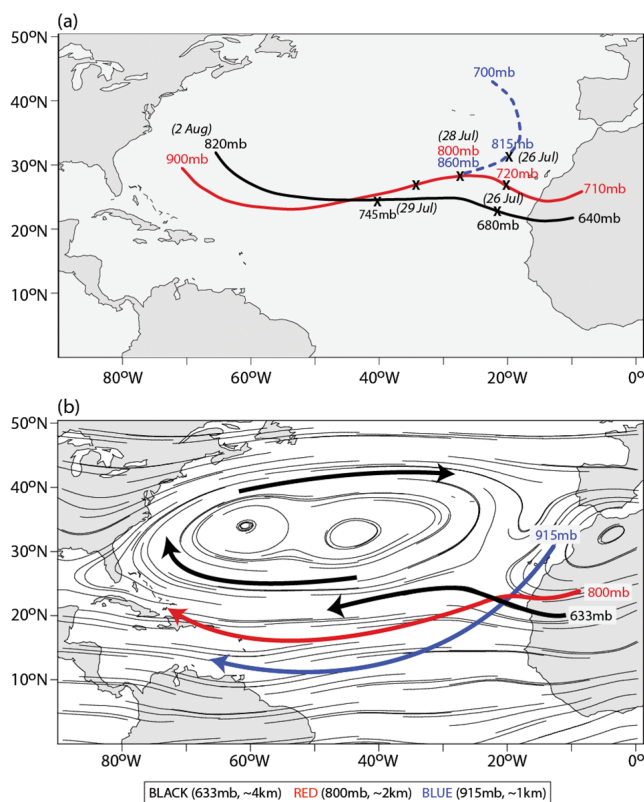 (a)
50°N
700mb
40°N
(2 Aug)
820mb
(28 Jul)
815mb
800mb
(26 Jul)
900mb
860mb
30°N
720mb
710mb
(26 Jul)
(29 Jul)
640mb
745mb
680mb
20°N
10°N
80°W
60°W
40°W
20°W
0°
(b)
50°N
40°N
915mb
30°N
800mb
20°N
633mb
10°N
80°W
60°W
40°W
20°W
0°
BLACK (633mb, ~4km) RED (800mb, ~2km) BLUE (915mb, ~1km)